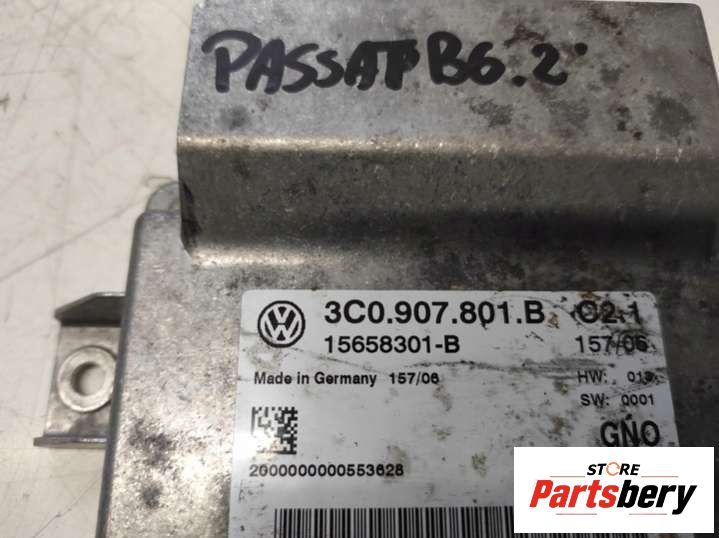 PASSAT B6.2
3C0.907.801.B C2.1
15658301-B 157/06
Made in Germany 157/06 HW: 013
SW: 0001
GNO
2000000000553628
STORE
Partsbery